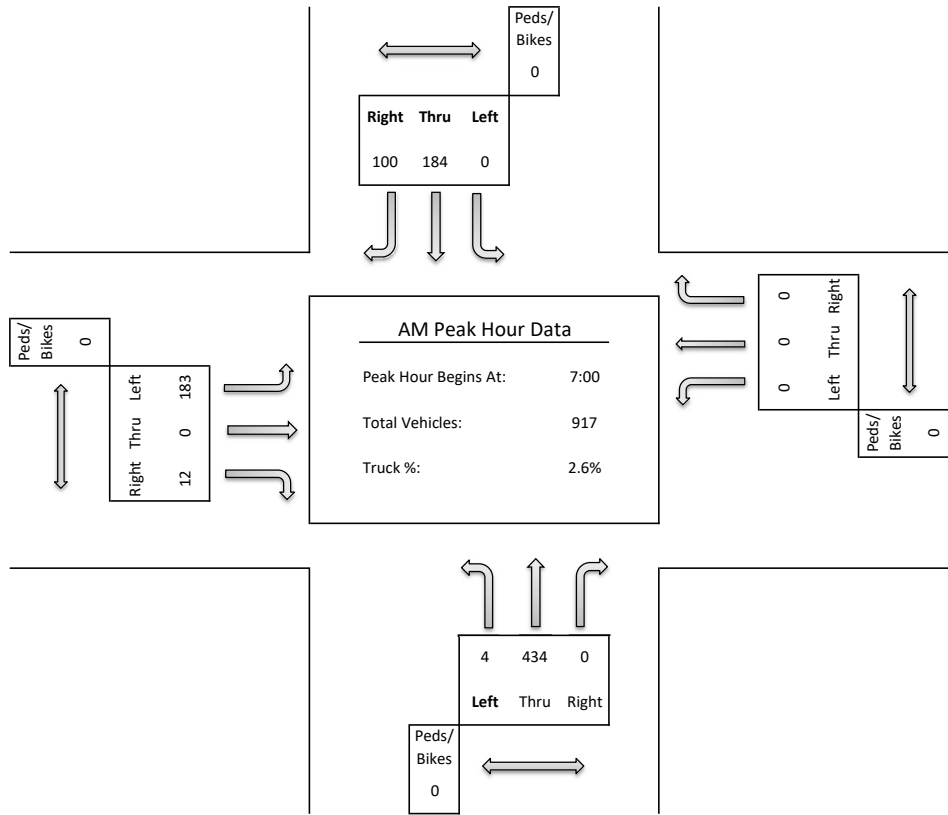 Peds/
Bikes
0
Right Thru Left
100 184 0
Peds/
Bikes
0
Left
183
Thru
0
Right
12
AM Peak Hour Data
Peak Hour Begins At: 7:00
Total Vehicles: 917
Truck %: 2.6%
0 Right
0 Thru
0 Left
Peds/
Bikes
0
4 434 0
Left Thru Right
Peds/
Bikes
0